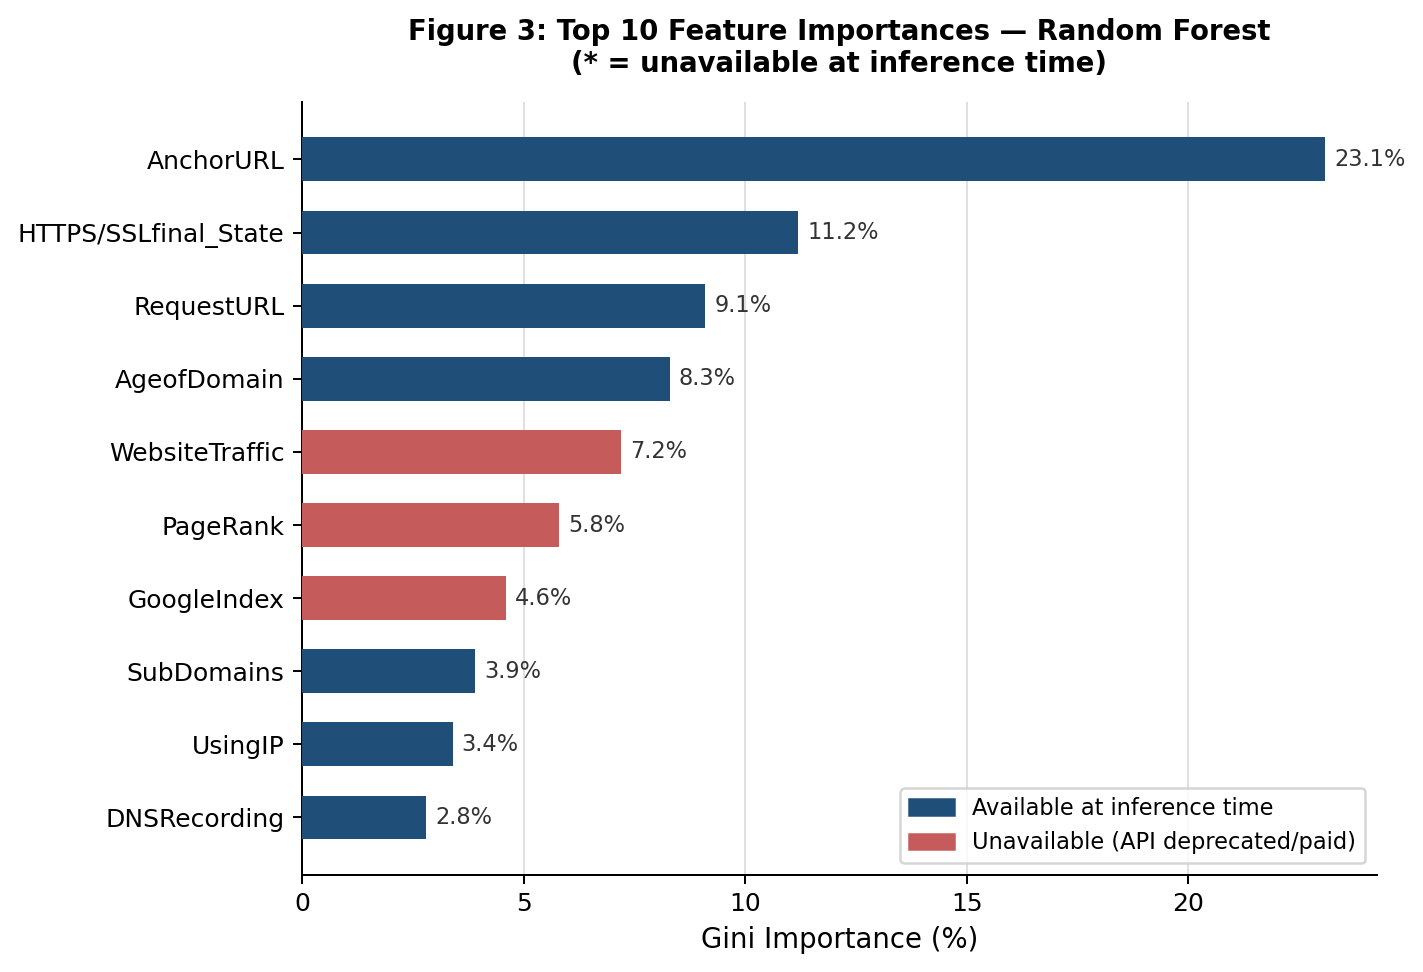 Figure 3: Top 10 Feature Importances — Random Forest
(* = unavailable at inference time)
AnchorURL 23.1%
HTTPS/SSLfinal_State 11.2%
RequestURL 9.1%
AgeofDomain 8.3%
WebsiteTraffic 7.2%
PageRank 5.8%
GoogleIndex 4.6%
SubDomains 3.9%
UsingIP 3.4%
DNSRecording 2.8%
Available at inference time
Unavailable (API deprecated/paid)
0 5 10 15 20
Gini Importance (%)